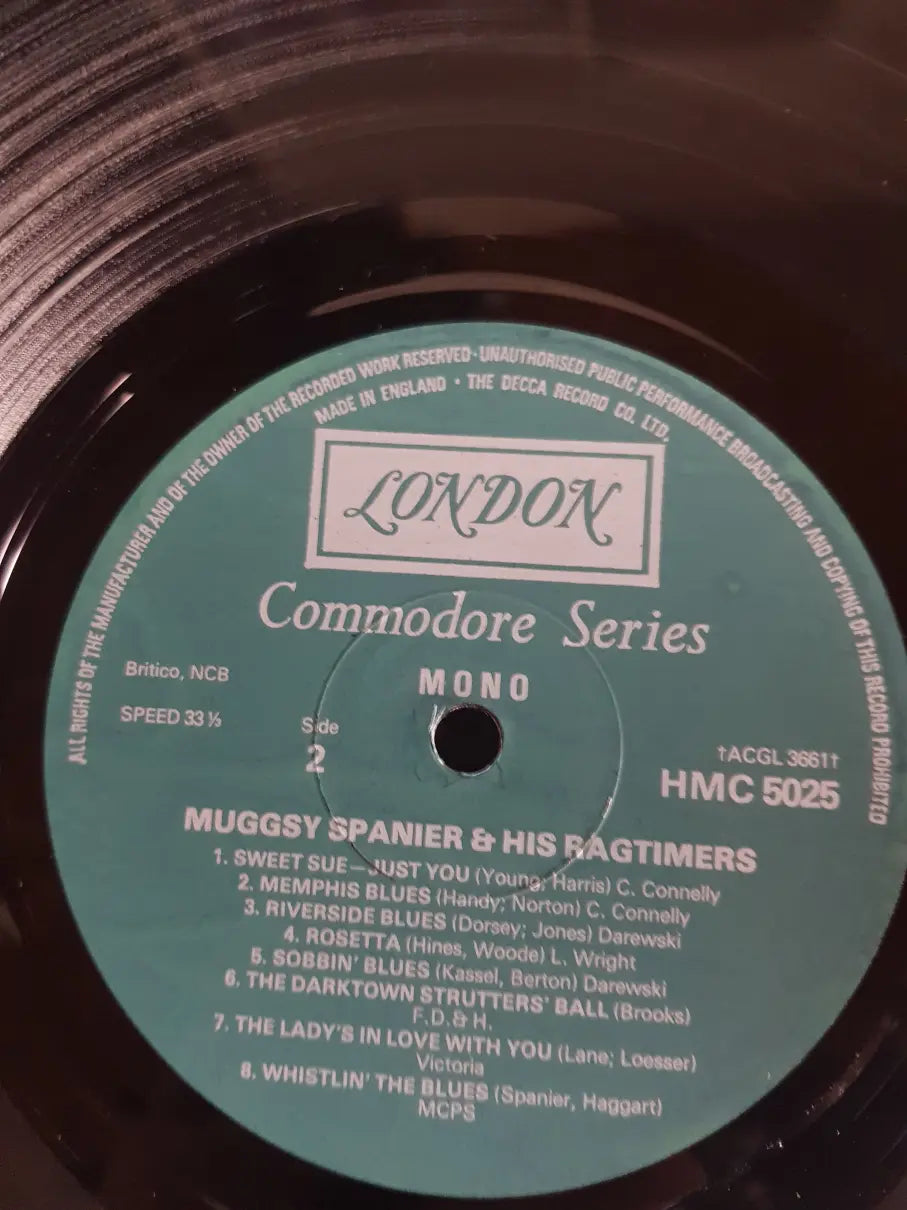 ALL RIGHTS OF THE MANUFACTURER AND OF THE OWNER OF THE RECORDED WORK RESERVED · UNAUTHORISED PUBLIC PERFORMANCE BROADCASTING AND COPYING OF THIS RECORD PROHIBITED
MADE IN ENGLAND · THE DECCA RECORD CO. LTD.
LONDON
Commodore Series
MONO
Britico, NCB
SPEED 33⅓
Side
2
†ACGL 3661†
HMC 5025
MUGGSY SPANIER & HIS RAGTIMERS
1. SWEET SUE—JUST YOU (Young; Harris) C. Connelly
2. MEMPHIS BLUES (Handy; Norton) C. Connelly
3. RIVERSIDE BLUES (Dorsey; Jones) Darewski
4. ROSETTA (Hines, Woode) L. Wright
5. SOBBIN' BLUES (Kassel, Berton) Darewski
6. THE DARKTOWN STRUTTERS' BALL (Brooks)
F.D.& H.
7. THE LADY'S IN LOVE WITH YOU (Lane; Loesser)
Victoria
8. WHISTLIN' THE BLUES (Spanier, Haggart)
MCPS